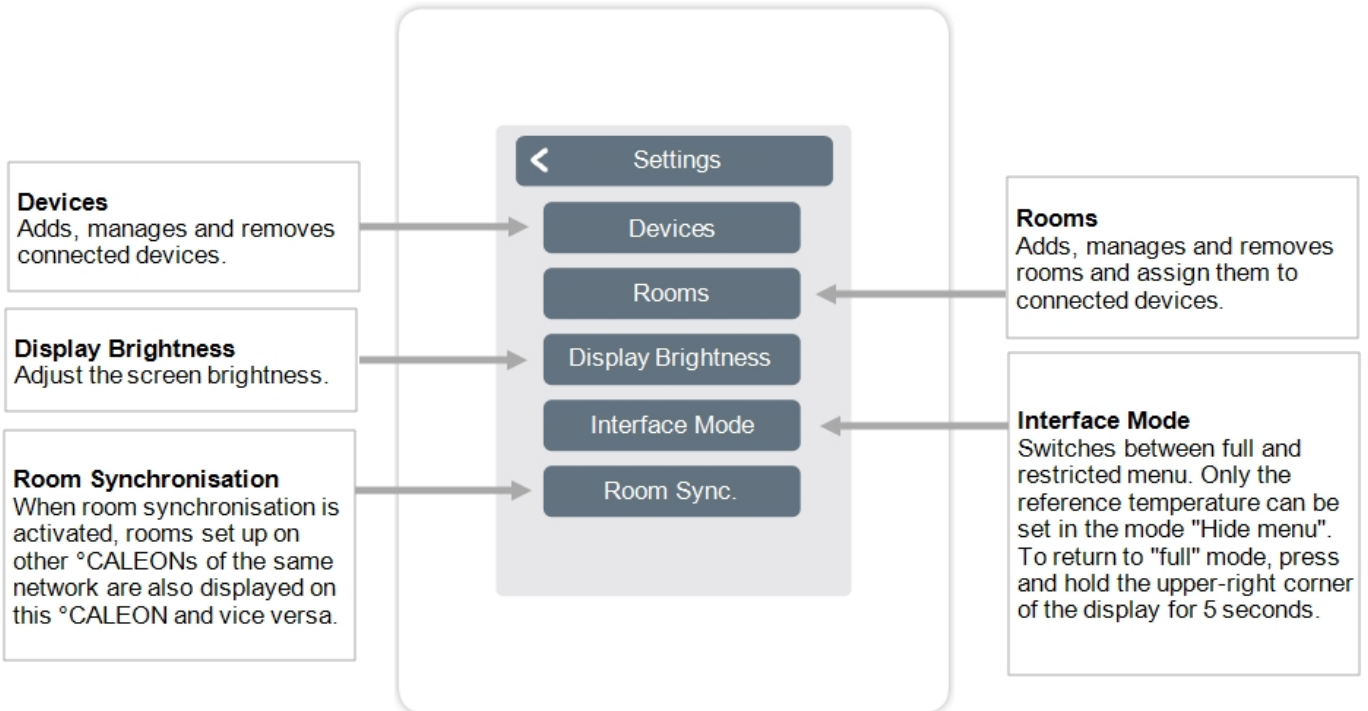 Devices
Adds, manages and removes
connected devices.
Display Brightness
Adjust the screen brightness.
Room Synchronisation
When room synchronisation is
activated, rooms set up on
other °CALEONs of the same
network are also displayed on
this °CALEON and vice versa.
Settings
Devices
Rooms
Display Brightness
Interface Mode
Room Sync.
Rooms
Adds, manages and removes
rooms and assign them to
connected devices.
Interface Mode
Switches between full and
restricted menu. Only the
reference temperature can be
set in the mode "Hide menu".
To return to "full" mode, press
and hold the upper-right corner
of the display for 5 seconds.